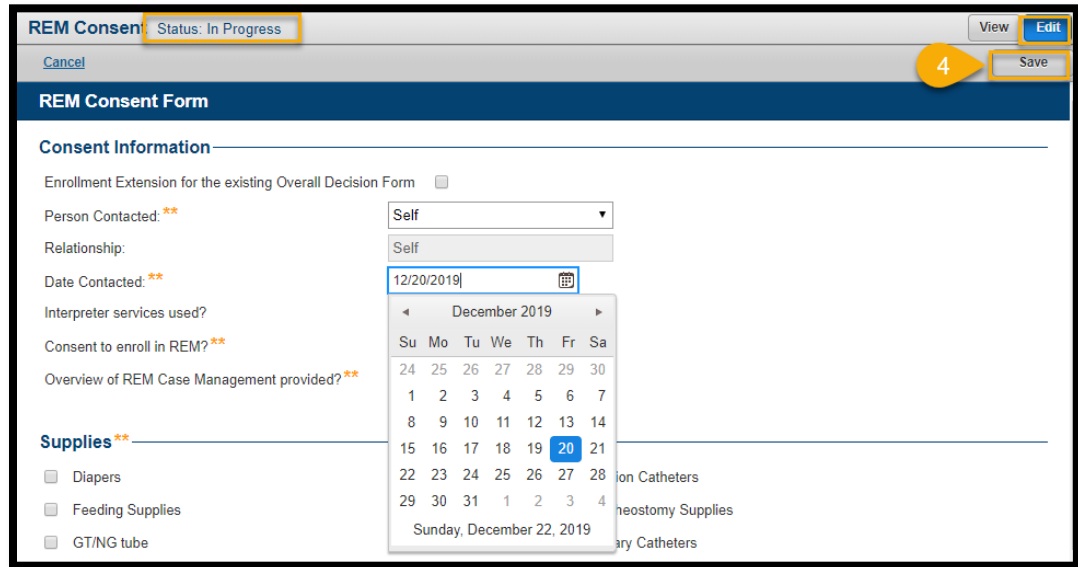 REM Consent Status: In Progress View Edit
Cancel 4 Save
REM Consent Form
Consent Information
Enrollment Extension for the existing Overall Decision Form
Person Contacted: ** Self
Relationship: Self
Date Contacted: ** 12/20/2019
Interpreter services used?
Consent to enroll in REM? **
Overview of REM Case Management provided? **
December 2019
Su Mo Tu We Th Fr Sa
24 25 26 27 28 29 30
1 2 3 4 5 6 7
8 9 10 11 12 13 14
15 16 17 18 19 20 21
22 23 24 25 26 27 28
29 30 31 1 2 3 4
Sunday, December 22, 2019
Supplies **
Diapers ion Catheters
Feeding Supplies heostomy Supplies
GT/NG tube ary Catheters